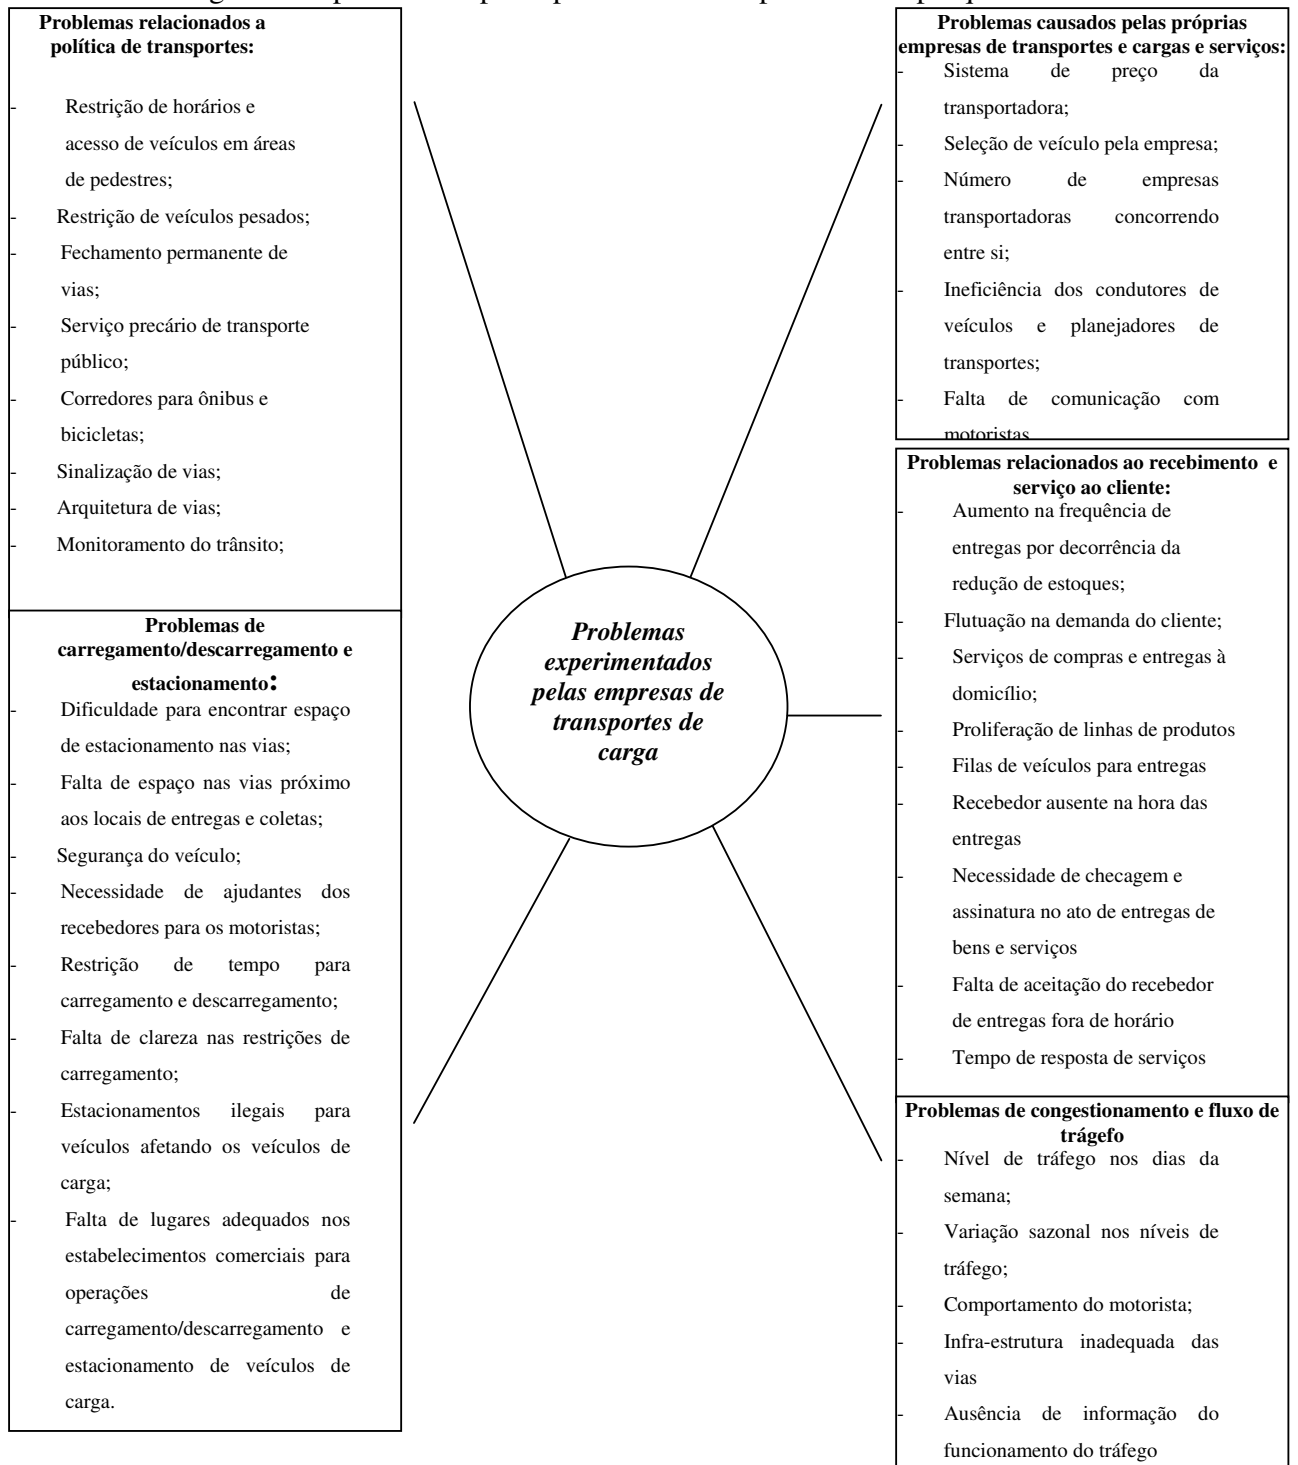 Problemas relacionados a
política de transportes:
- Restrição de horários e
acesso de veículos em áreas
de pedestres;
- Restrição de veículos pesados;
- Fechamento permanente de
vias;
- Serviço precário de transporte
público;
- Corredores para ônibus e
bicicletas;
- Sinalização de vias;
- Arquitetura de vias;
- Monitoramento do trânsito;
Problemas de
carregamento/descarregamento e
estacionamento:
- Dificuldade para encontrar espaço
de estacionamento nas vias;
- Falta de espaço nas vias próximo
aos locais de entregas e coletas;
- Segurança do veículo;
- Necessidade de ajudantes dos
recebedores para os motoristas;
- Restrição de tempo para
carregamento e descarregamento;
- Falta de clareza nas restrições de
carregamento;
- Estacionamentos ilegais para
veículos afetando os veículos de
carga;
- Falta de lugares adequados nos
estabelecimentos comerciais para
operações de
carregamento/descarregamento e
estacionamento de veículos de
carga.
Problemas
experimentados
pelas empresas de
transportes de
carga
Problemas causados pelas próprias
empresas de transportes e cargas e serviços:
- Sistema de preço da
transportadora;
- Seleção de veículo pela empresa;
- Número de empresas
transportadoras concorrendo
entre si;
- Ineficiência dos condutores de
veículos e planejadores de
transportes;
- Falta de comunicação com
motoristas
Problemas relacionados ao recebimento e
serviço ao cliente:
- Aumento na frequência de
entregas por decorrência da
redução de estoques;
- Flutuação na demanda do cliente;
- Serviços de compras e entregas à
domicílio;
- Proliferação de linhas de produtos
- Filas de veículos para entregas
- Recebedor ausente na hora das
entregas
- Necessidade de checagem e
assinatura no ato de entregas de
bens e serviços
- Falta de aceitação do recebedor
de entregas fora de horário
- Tempo de resposta de serviços
Problemas de congestionamento e fluxo de
trágefo
- Nível de tráfego nos dias da
semana;
- Variação sazonal nos níveis de
tráfego;
- Comportamento do motorista;
- Infra-estrutura inadequada das
vias
- Ausência de informação do
funcionamento do tráfego